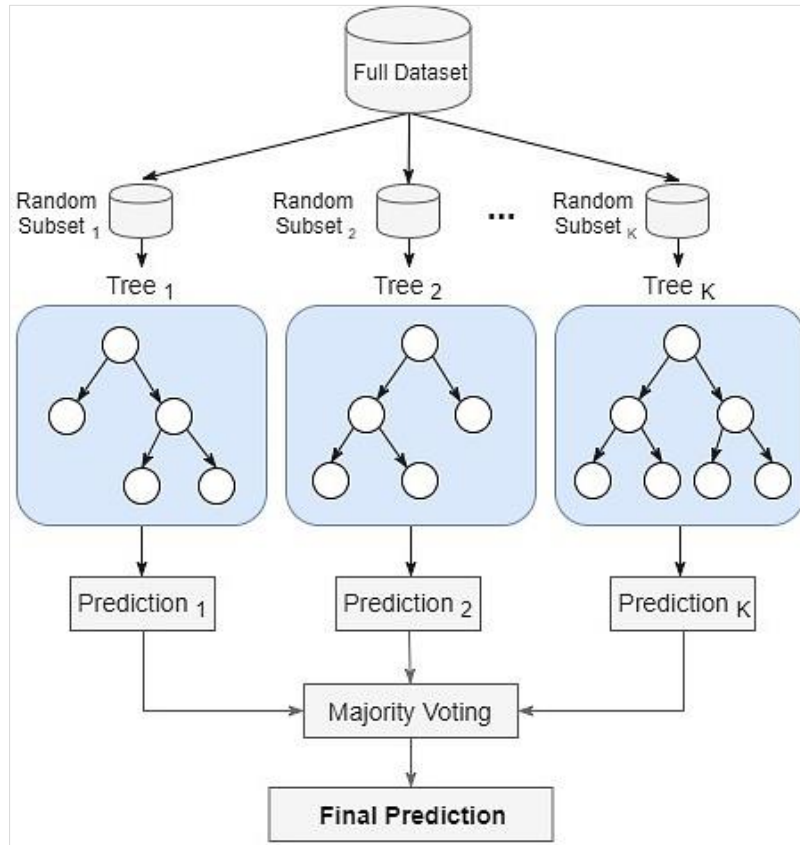 Full Dataset
Random
Subset 1
Random
Subset 2
...
Random
Subset K
Tree 1
Tree 2
Tree K
Prediction 1
Prediction 2
Prediction K
Majority Voting
Final Prediction